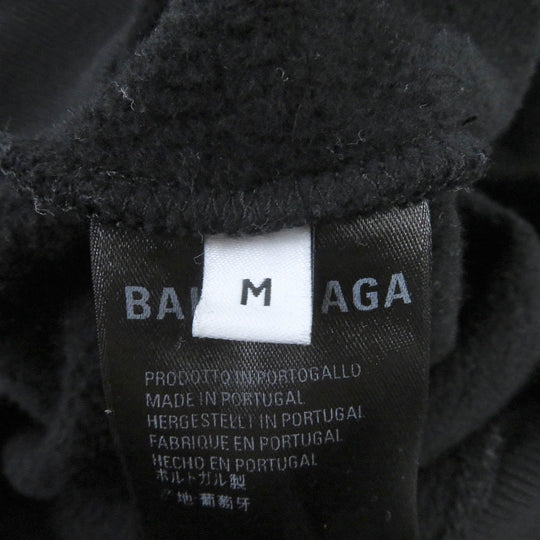 BAL AGA
M
PRODOTTO IN PORTOGALLO
MADE IN PORTUGAL
HERGESTELLT IN PORTUGAL
FABRIQUE EN PORTUGAL
HECHO EN PORTUGAL
ポルトガル製
地:葡萄牙